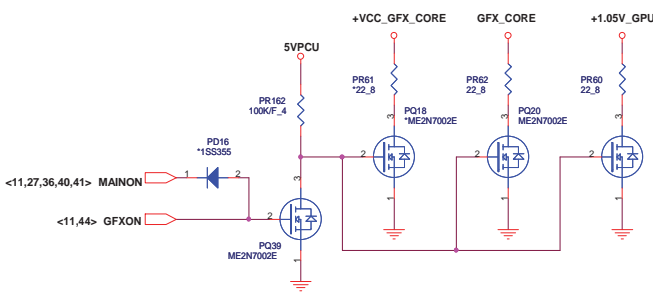 +VCC_GFX_CORE GFX_CORE +1.05V_GPU
5VPCU
PR61
*22_8
PR62
22_8
PR60
22_8
PR162
100K/F_4
3 PQ18
*ME2N7002E
3 PQ20
ME2N7002E
3
PD16
*1SS355
2 2 2
<11,27,36,40,41> MAINON 1 2
3
1 1 1
<11,44> GFXON 2
PQ39
ME2N7002E
1